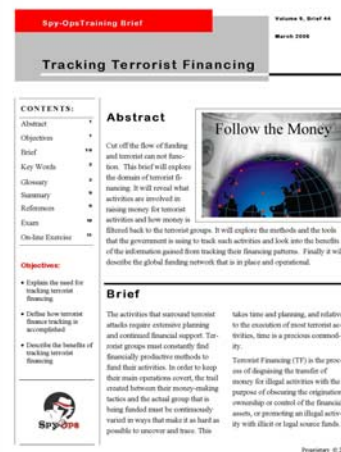 Spy-OpsTraining Brief
Volume 9, Brief 44
March 2008
Tracking Terrorist Financing
CONTENTS:
Abstract
Objectives
Brief
Key Words
Glossary
Summary
References
Exam
On-line Exercise
Objectives:
• Explain the need for
tracking terrorist
financing
• Define how terrorist
finance tracking is
accomplished
• Describe the benefits of
tracking terrorist
financing
Spy-Ops
Abstract
Cut off the flow of funding
and terrorist can not func-
tion. This brief will explore
the domain of terrorist fi-
nancing. It will reveal what
activities are involved in
raising money for terrorist
activities and how money is
filtered back to the terrorist groups. It will explore the methods and the tools
that the government is using to track such activities and look into the benefits
of the information gained from tracking their financing patterns. Finally it will
describe the global funding network that is in place and operational.
Follow the Money
Brief
The activities that surround terrorist
attacks require extensive planning
and continued financial support. Ter-
rorist groups must constantly find
financially productive methods to
fund their activities. In order to keep
their main operations covert, the trail
created between their money-making
tactics and the actual group that is
being funded must be continuously
varied in ways that make it as hard as
possible to uncover and trace. This
takes time and planning, and relative
to the execution of most terrorist ac-
tivities, time is a precious commod-
ity.
Terrorist Financing (TF) is the proc-
ess of disguising the transfer of
money for illegal activities with the
purpose of obscuring the origination,
ownership or control of the financial
assets, or promoting an illegal activ-
ity with illicit or legal source funds.
Proprietary ©